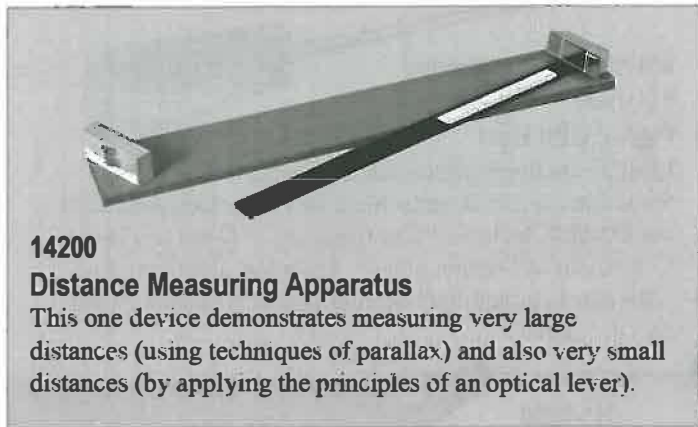 14200
Distance Measuring Apparatus
This one device demonstrates measuring very large
distances (using techniques of parallax) and also very small
distances (by applying the principles of an optical lever).